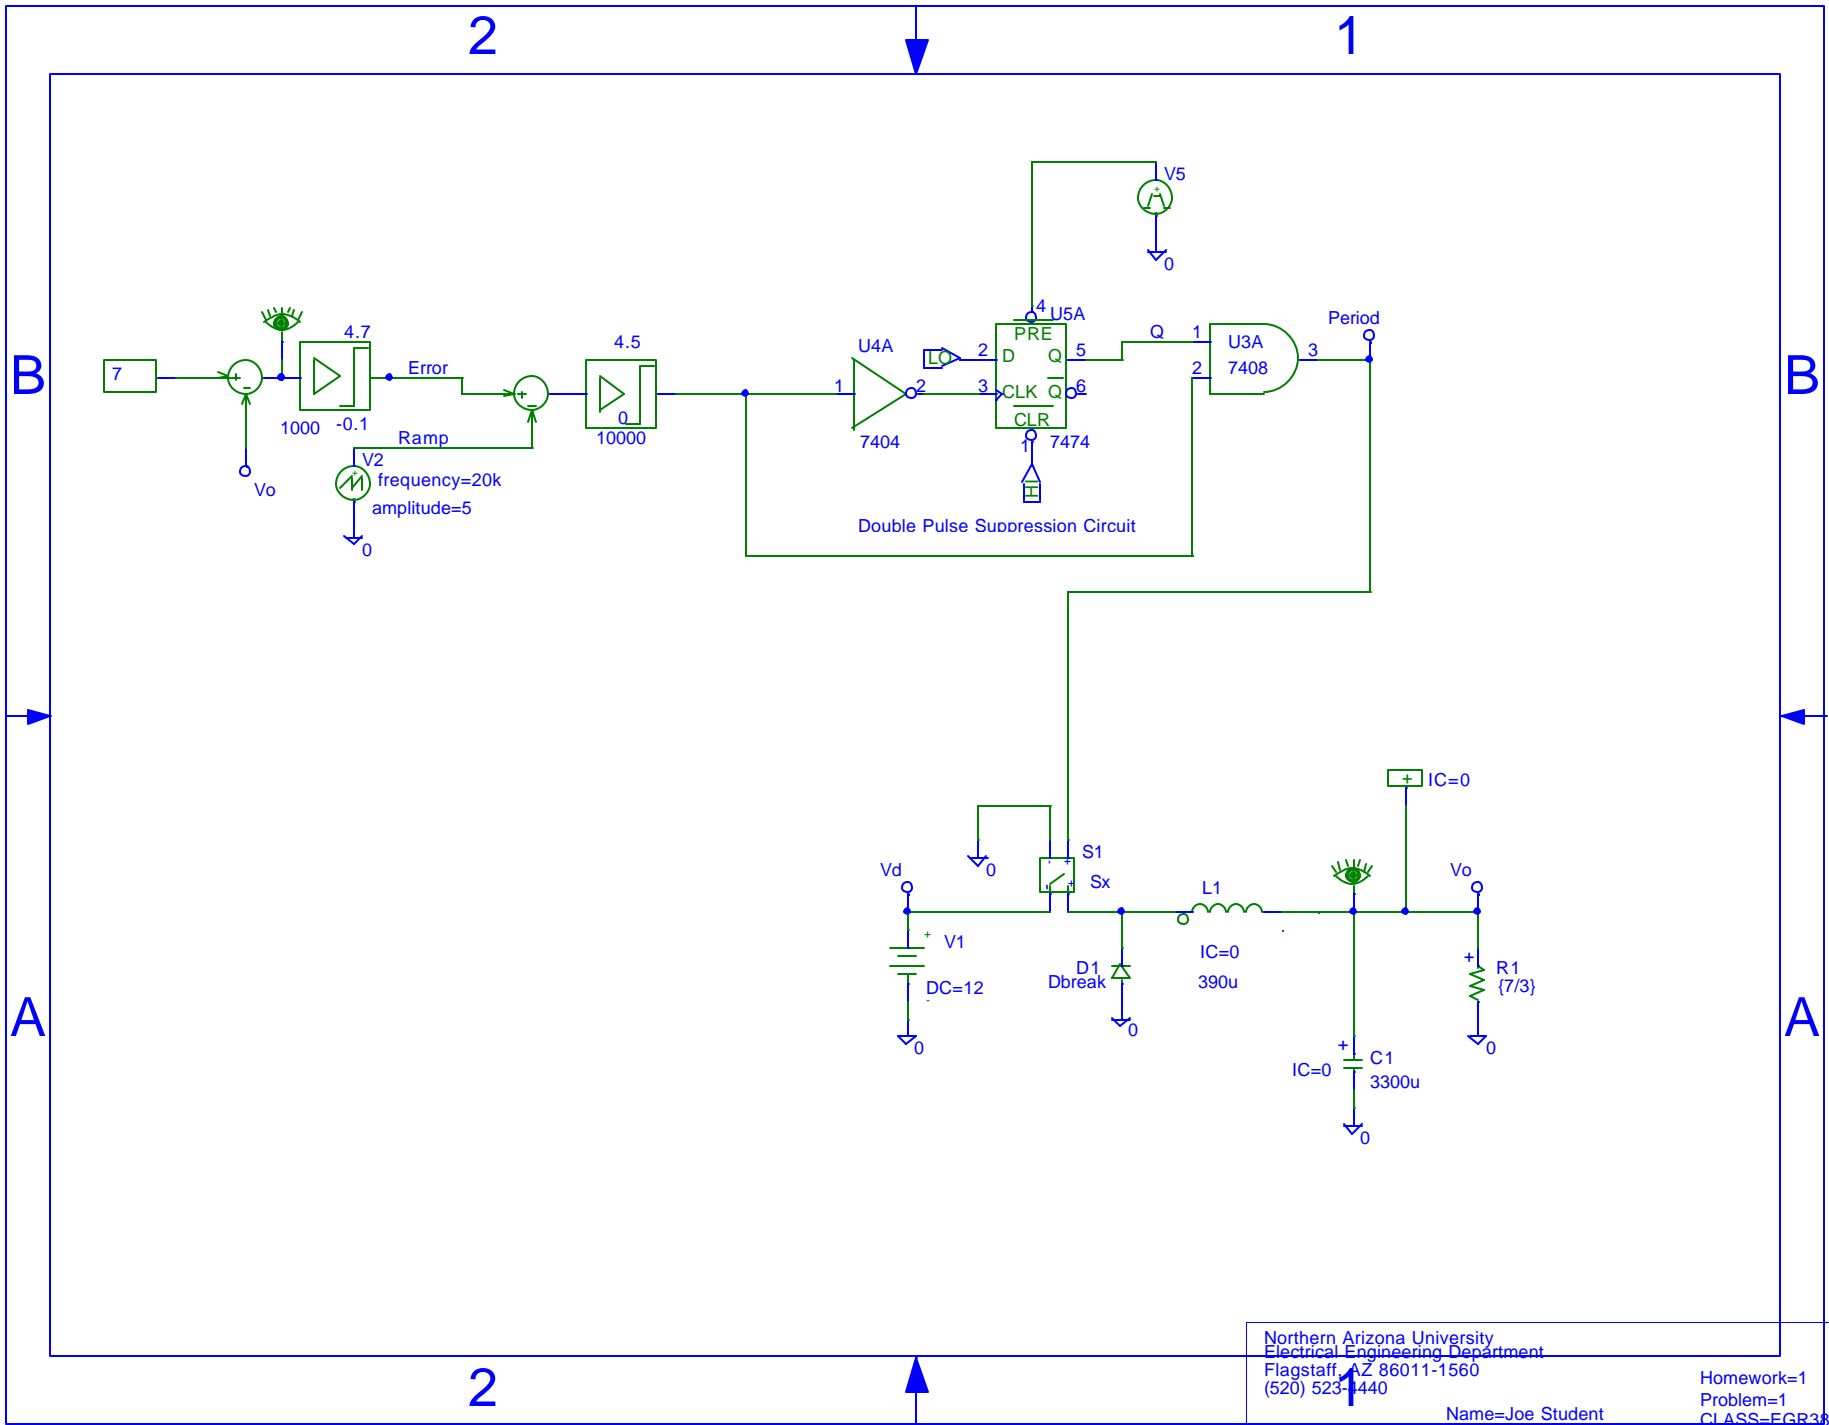 2
1
V5
0
4
U5A
PRE
4.7
4.5
Period
B
7
+
-
Error
+
-
U4A
LO
2
D
Q
5
Q
1
U3A
3
B
1
2
3
CLK
Q
6
2
7408
1000
-0.1
0
10000
7404
CLR
1
7474
HI
Ramp
V2
frequency=20k
amplitude=5
Vo
0
Double Pulse Suppression Circuit
+
IC=0
0
S1
Sx
Vd
L1
Vo
+
V1
DC=12
-
D1
Dbreak
IC=0
390u
+
R1
{7/3}
A
A
0
0
0
+
C1
IC=0
3300u
0
Northern Arizona University
Electrical Engineering Department
Flagstaff, AZ 86011-1560
(520) 523-4440
2
1
Homework=1
Problem=1
CLASS=EGR38
Name=Joe Student